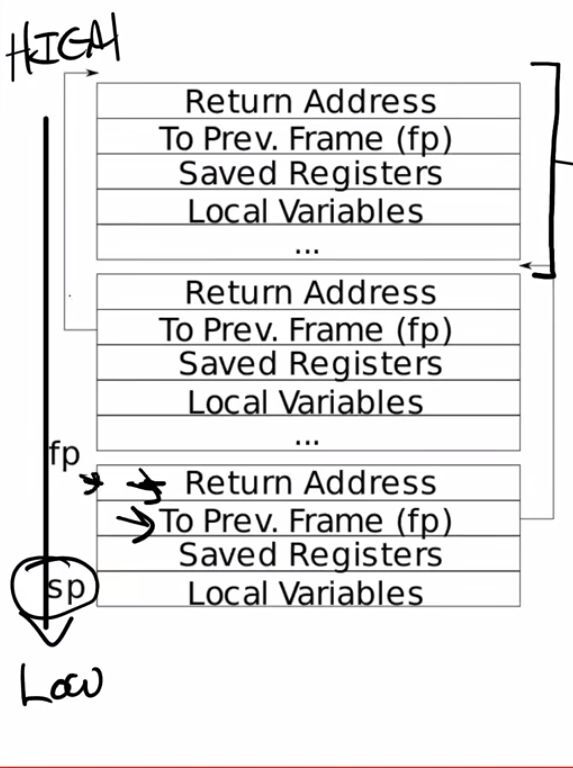 HIGH
Return Address
To Prev. Frame (fp)
Saved Registers
Local Variables
...
Return Address
To Prev. Frame (fp)
Saved Registers
Local Variables
...
fp
Return Address
To Prev. Frame (fp)
Saved Registers
sp
Local Variables
Low